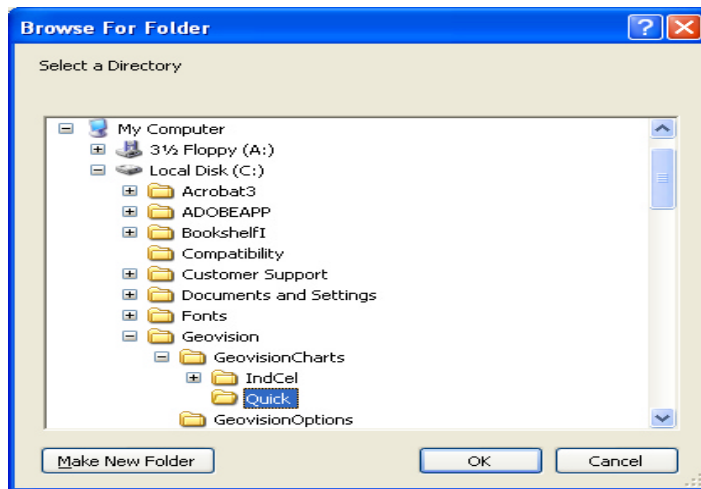 Browse For Folder
Select a Directory
My Computer
3½ Floppy (A:)
Local Disk (C:)
Acrobat3
ADOBEAPP
BookshelfI
Compatibility
Customer Support
Documents and Settings
Fonts
Geovision
GeovisionCharts
IndCel
Quick
GeovisionOptions
Make New Folder OK Cancel